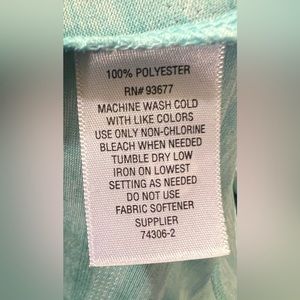 100% POLYESTER
RN# 93677
MACHINE WASH COLD
WITH LIKE COLORS
USE ONLY NON-CHLORINE
BLEACH WHEN NEEDED
TUMBLE DRY LOW
IRON ON LOWEST
SETTING AS NEEDED
DO NOT USE
FABRIC SOFTENER
SUPPLIER
74306-2